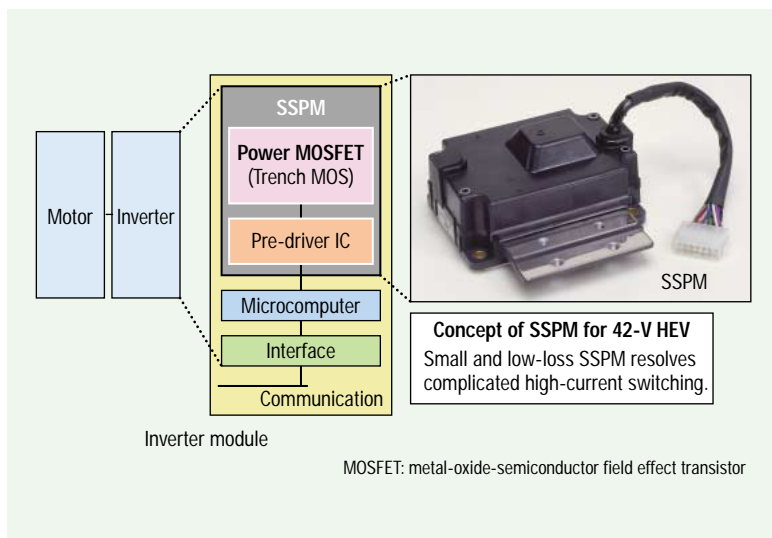 SSPM
Power MOSFET
(Trench MOS)
Motor
Inverter
Pre-driver IC
Microcomputer
Interface
Communication
Inverter module
SSPM
Concept of SSPM for 42-V HEV
Small and low-loss SSPM resolves
complicated high-current switching.
MOSFET: metal-oxide-semiconductor field effect transistor